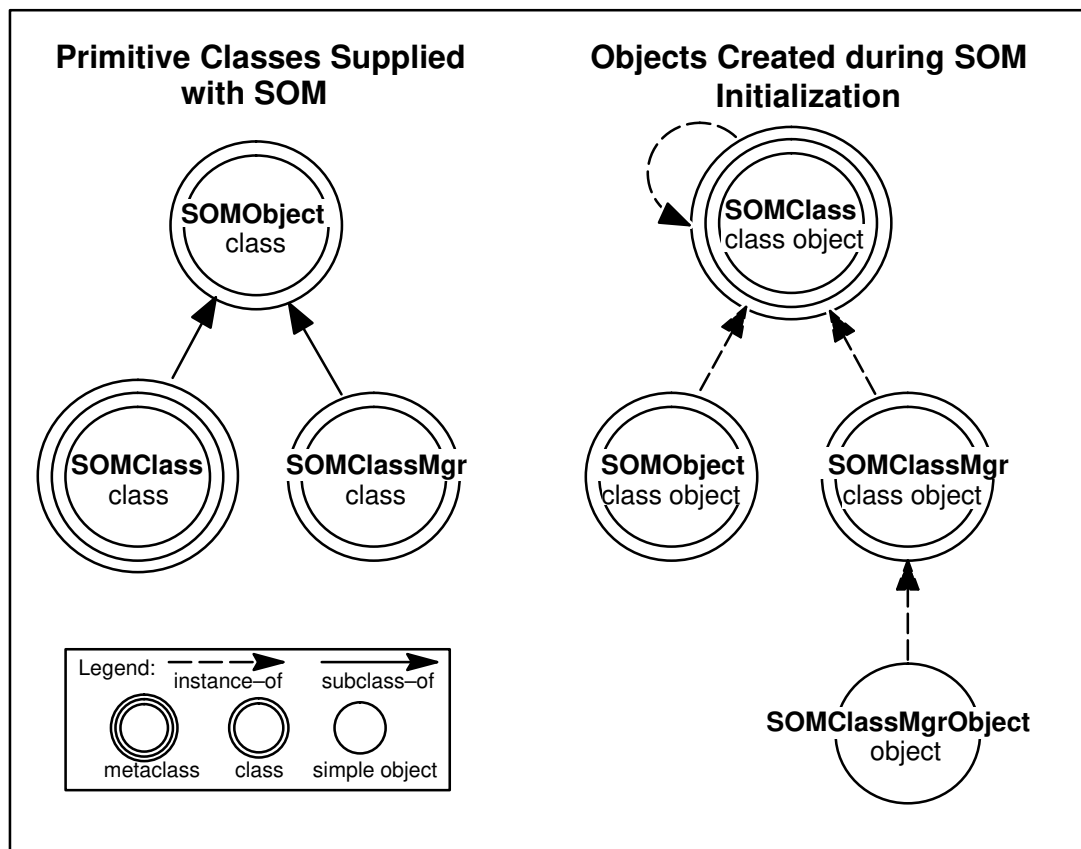 Primitive Classes Supplied
with SOM
SOMObject
class
SOMClass
class
SOMClassMgr
class
Objects Created during SOM
Initialization
SOMClass
class object
SOMObject
class object
SOMClassMgr
class object
SOMClassMgrObject
object
Legend:
instance–of
subclass–of
metaclass
class
simple object